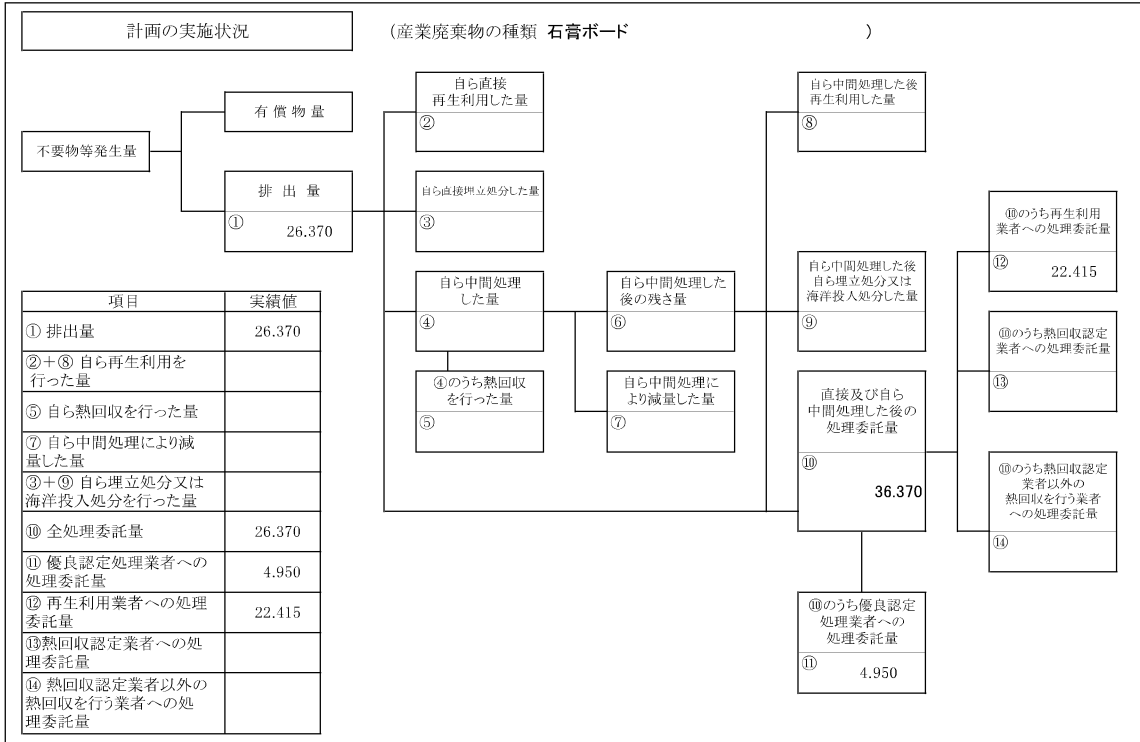 計画の実施状況
（産業廃棄物の種類 石膏ボード ）
不要物等発生量
有 償 物 量
排 出 量
①
26.370
自ら直接
再生利用した量
②
自ら直接埋立処分した量
③
自ら中間処理
した量
④
④のうち熱回収
を行った量
⑤
自ら中間処理した
後の残さ量
⑥
自ら中間処理に
より減量した量
⑦
自ら中間処理した後
再生利用した量
⑧
自ら中間処理した後
自ら埋立処分又は
海洋投入処分した量
⑨
直接及び自ら
中間処理した後の
処理委託量
⑩
36.370
⑩のうち優良認定
処理業者への
処理委託量
⑪
4.950
⑩のうち再生利用
業者への処理委託量
⑫
22.415
⑩のうち熱回収認定
業者への処理委託量
⑬
⑩のうち熱回収認定
業者以外の
熱回収を行う業者
への処理委託量
⑭
項目 実績値
① 排出量 26.370
②＋⑧ 自ら再生利用を
行った量
⑤ 自ら熱回収を行った量
⑦ 自ら中間処理により減
量した量
③＋⑨ 自ら埋立処分又は
海洋投入処分を行った量
⑩ 全処理委託量 26.370
⑪ 優良認定処理業者への
処理委託量 4.950
⑫ 再生利用業者への処理
委託量 22.415
⑬熱回収認定業者への処
理委託量
⑭ 熱回収認定業者以外の
熱回収を行う業者への処
理委託量